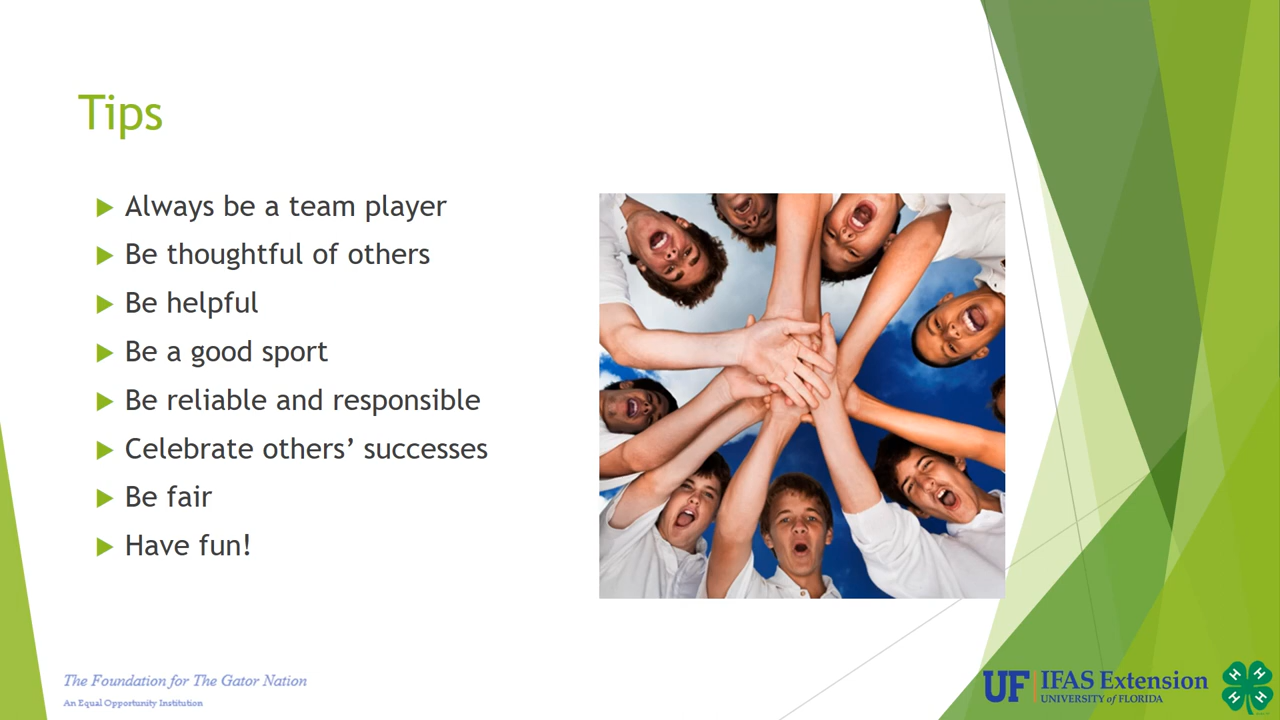 Tips
Always be a team player
Be thoughtful of others
Be helpful
Be a good sport
Be reliable and responsible
Celebrate others’ successes
Be fair
Have fun!
The Foundation for The Gator Nation
An Equal Opportunity Institution
UF IFAS Extension
UNIVERSITY of FLORIDA
H H
H H